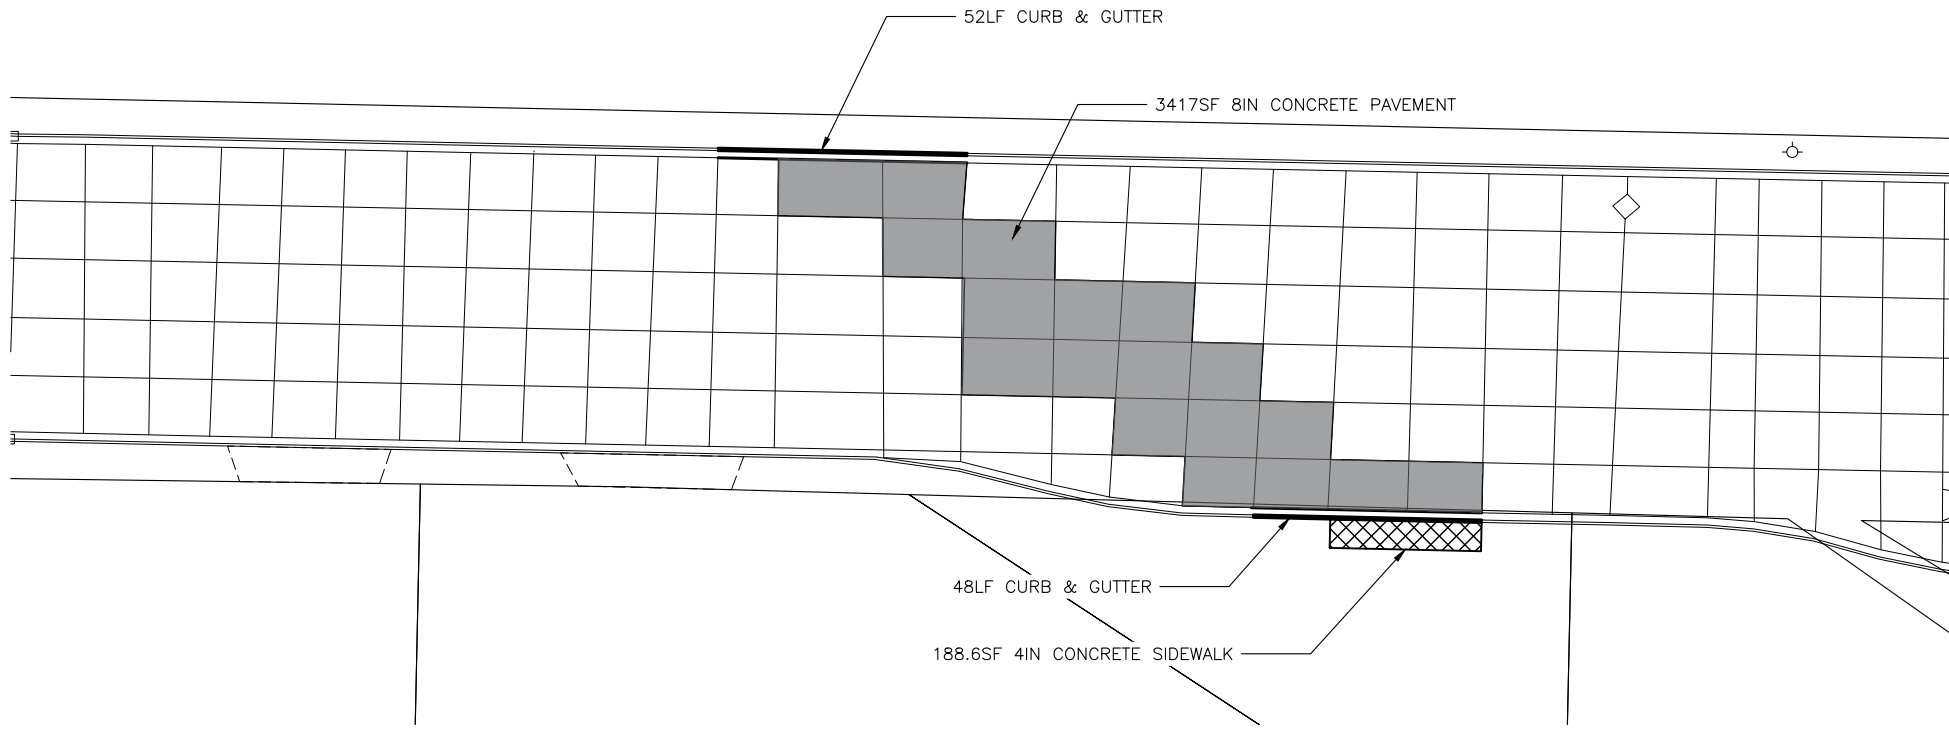 52LF CURB & GUTTER
3417SF 8IN CONCRETE PAVEMENT
48LF CURB & GUTTER
188.6SF 4IN CONCRETE SIDEWALK